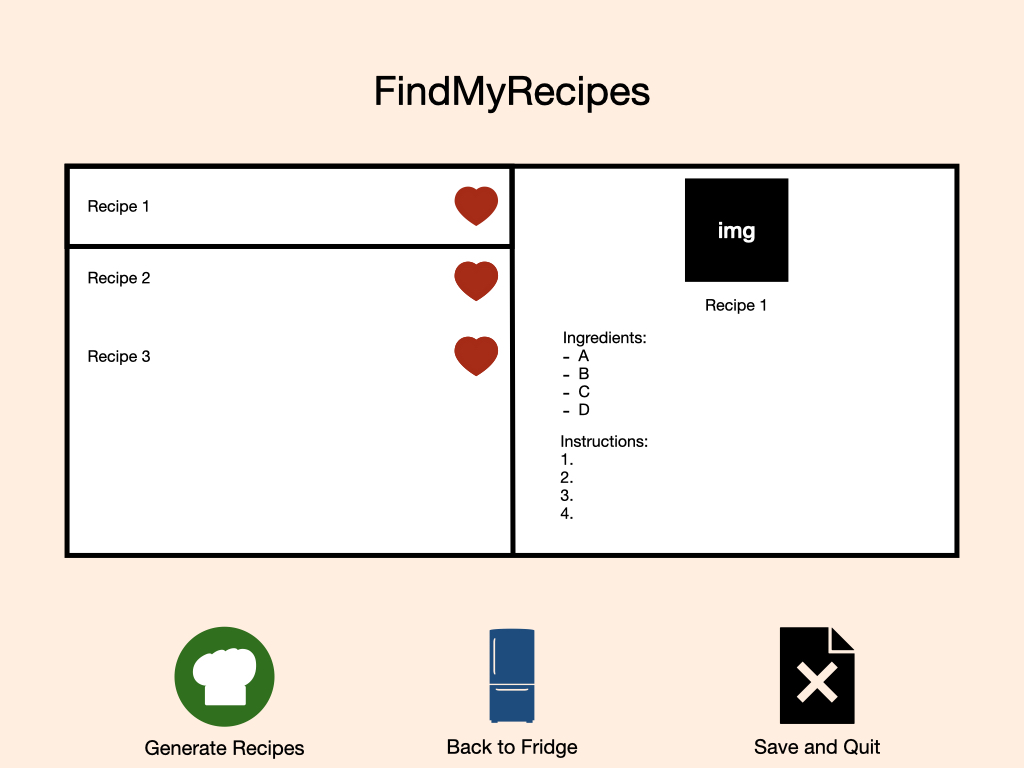 FindMyRecipes
Recipe 1
Recipe 2
Recipe 3
img
Recipe 1
Ingredients:
- A
- B
- C
- D
Instructions:
1.
2.
3.
4.
Generate Recipes
Back to Fridge
Save and Quit